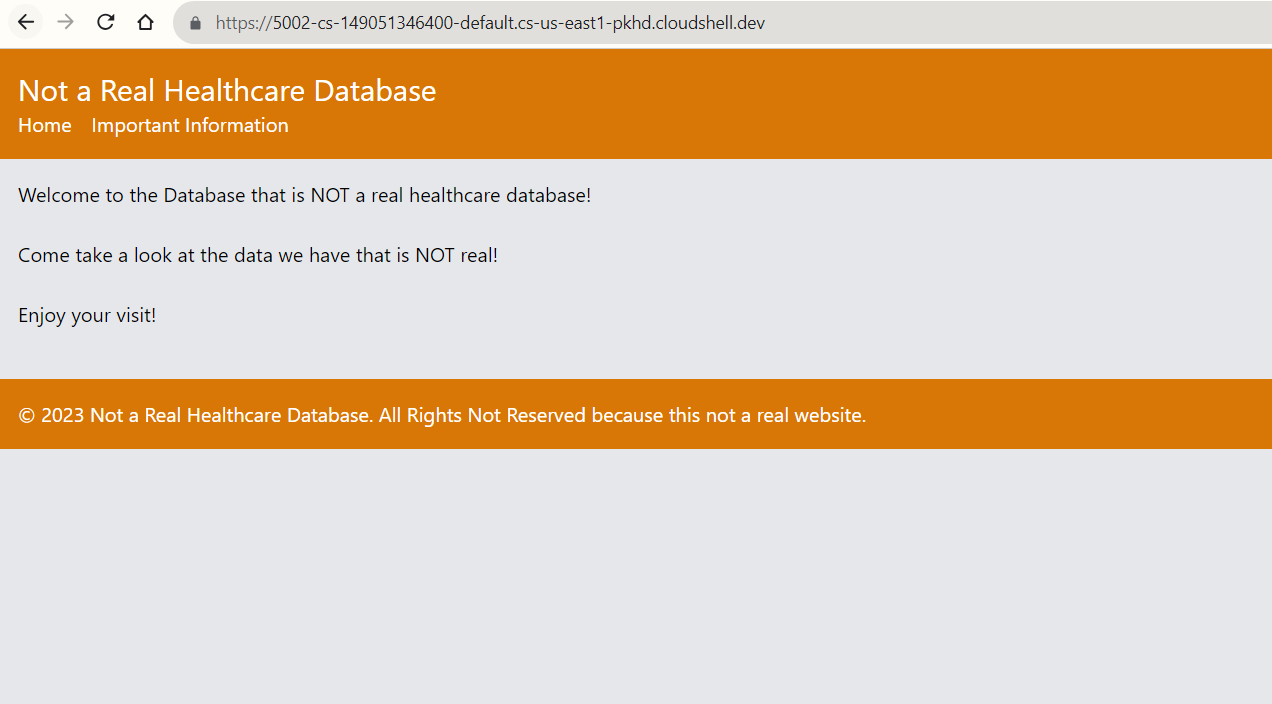 https://5002-cs-149051346400-default.cs-us-east1-pkhd.cloudshell.dev
Not a Real Healthcare Database
Home Important Information
Welcome to the Database that is NOT a real healthcare database!
Come take a look at the data we have that is NOT real!
Enjoy your visit!
© 2023 Not a Real Healthcare Database. All Rights Not Reserved because this not a real website.